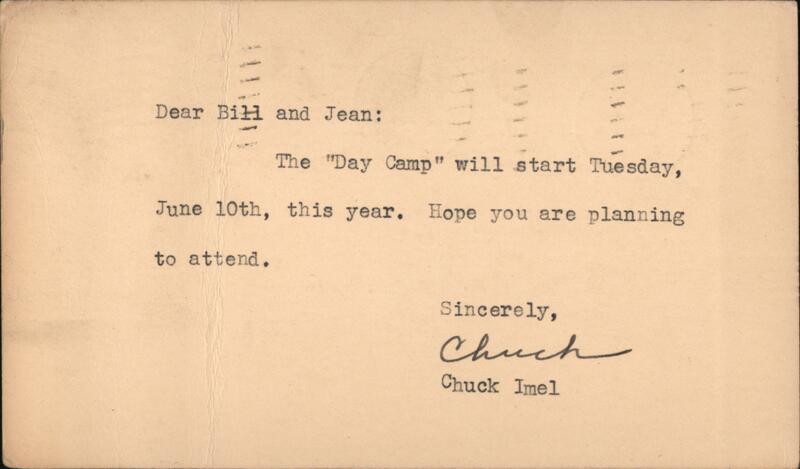 Dear Bill and Jean:
The "Day Camp" will start Tuesday,
June 10th, this year. Hope you are planning
to attend.
Sincerely,
Chuck
Chuck Imel